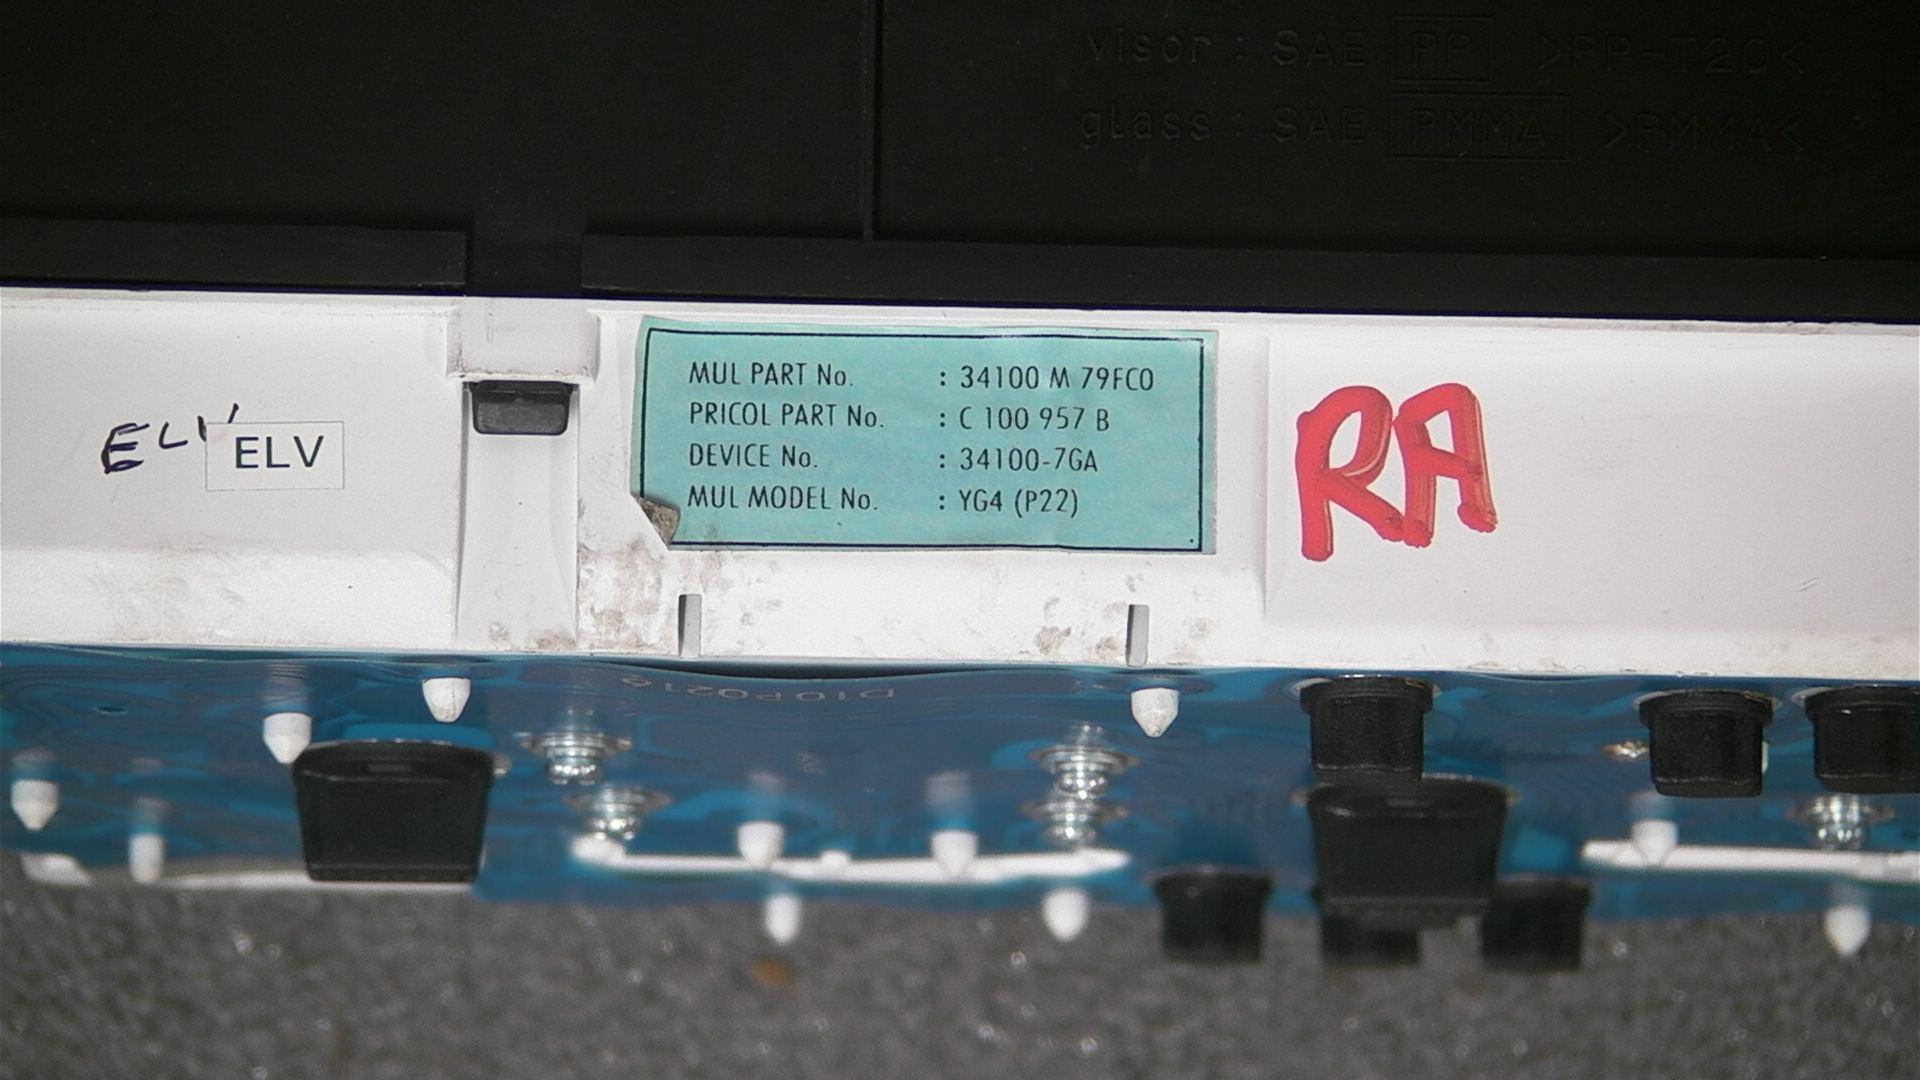 visor : SAE PP >PP-T20<
glass : SAE PMMA >PMMA<
MUL PART No. : 34100 M 79FC0
PRICOL PART No. : C 100 957 B
DEVICE No. : 34100-7GA
MUL MODEL No. : YG4 (P22)
ELV
ELV
RA
D10P0216